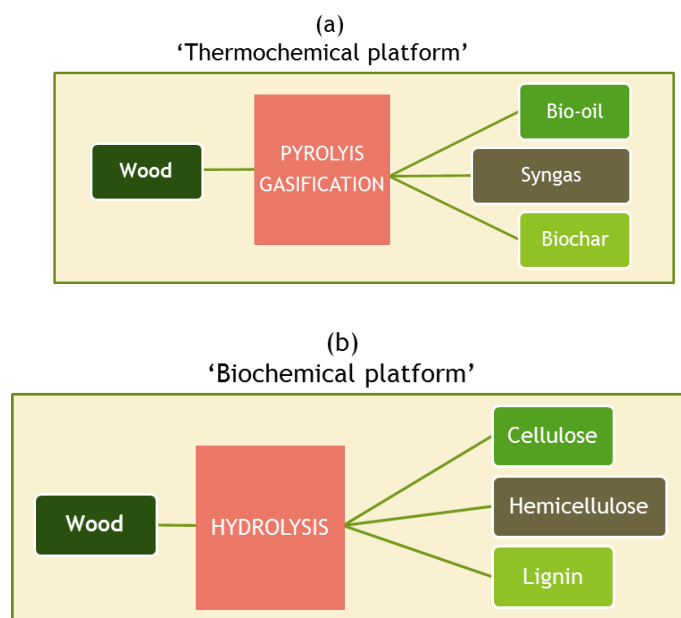 (a)
‘Thermochemical platform’
Wood
PYROLYIS
GASIFICATION
Bio-oil
Syngas
Biochar
(b)
‘Biochemical platform’
Wood
HYDROLYSIS
Cellulose
Hemicellulose
Lignin